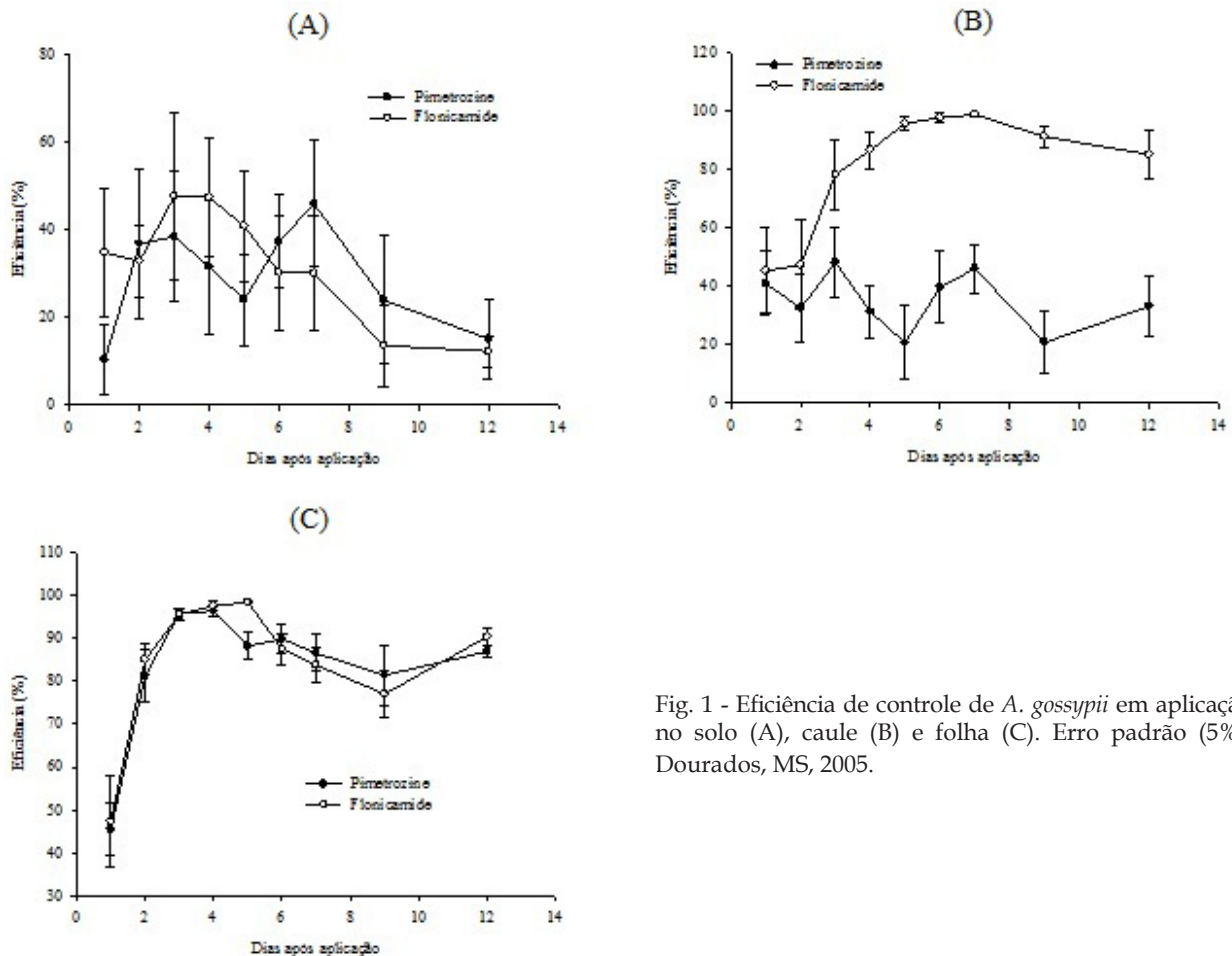 (A)
80
60
40
20
0
Eficiência (%)
Pimetrozine
Flonicamide
0 2 4 6 8 10 12 14
Dias após aplicação
(B)
120
100
80
60
40
20
0
Eficiência (%)
Pimetrozine
Flonicamide
0 2 4 6 8 10 12 14
Dias após aplicação
(C)
110
100
90
80
70
60
50
40
30
Eficiência (%)
Pimetrozine
Flonicamide
0 2 4 6 8 10 12 14
Dias após aplicação
Fig. 1 - Eficiência de controle de A. gossypii em aplicaçã
no solo (A), caule (B) e folha (C). Erro padrão (5%
Dourados, MS, 2005.